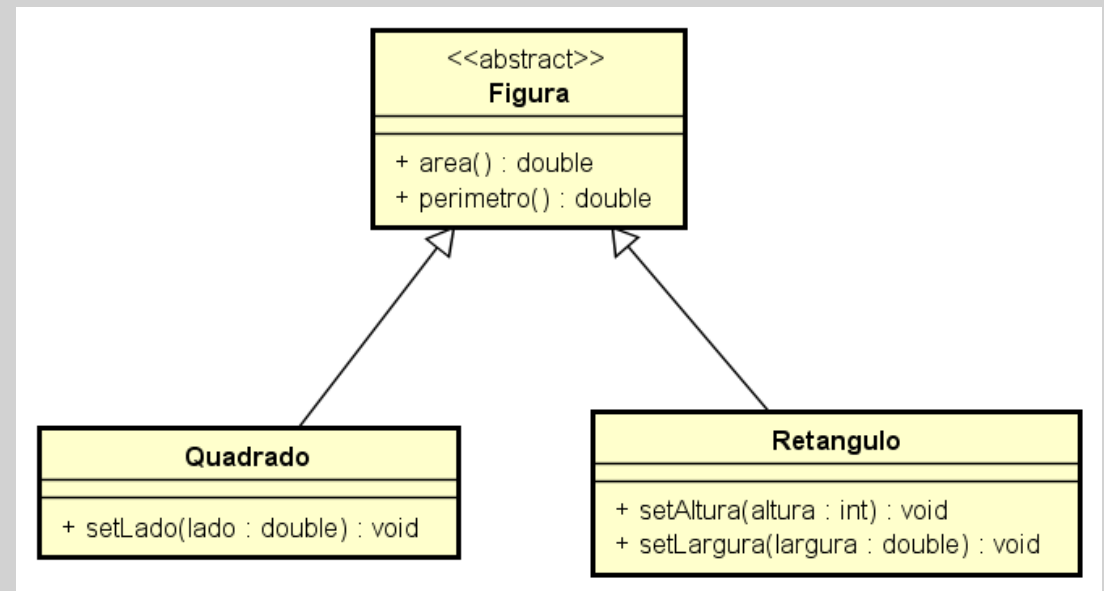 <<abstract>>
Figura
+ area() : double
+ perimetro() : double
Quadrado
+ setLado(lado : double) : void
Retangulo
+ setAltura(altura : int) : void
+ setLargura(largura : double) : void